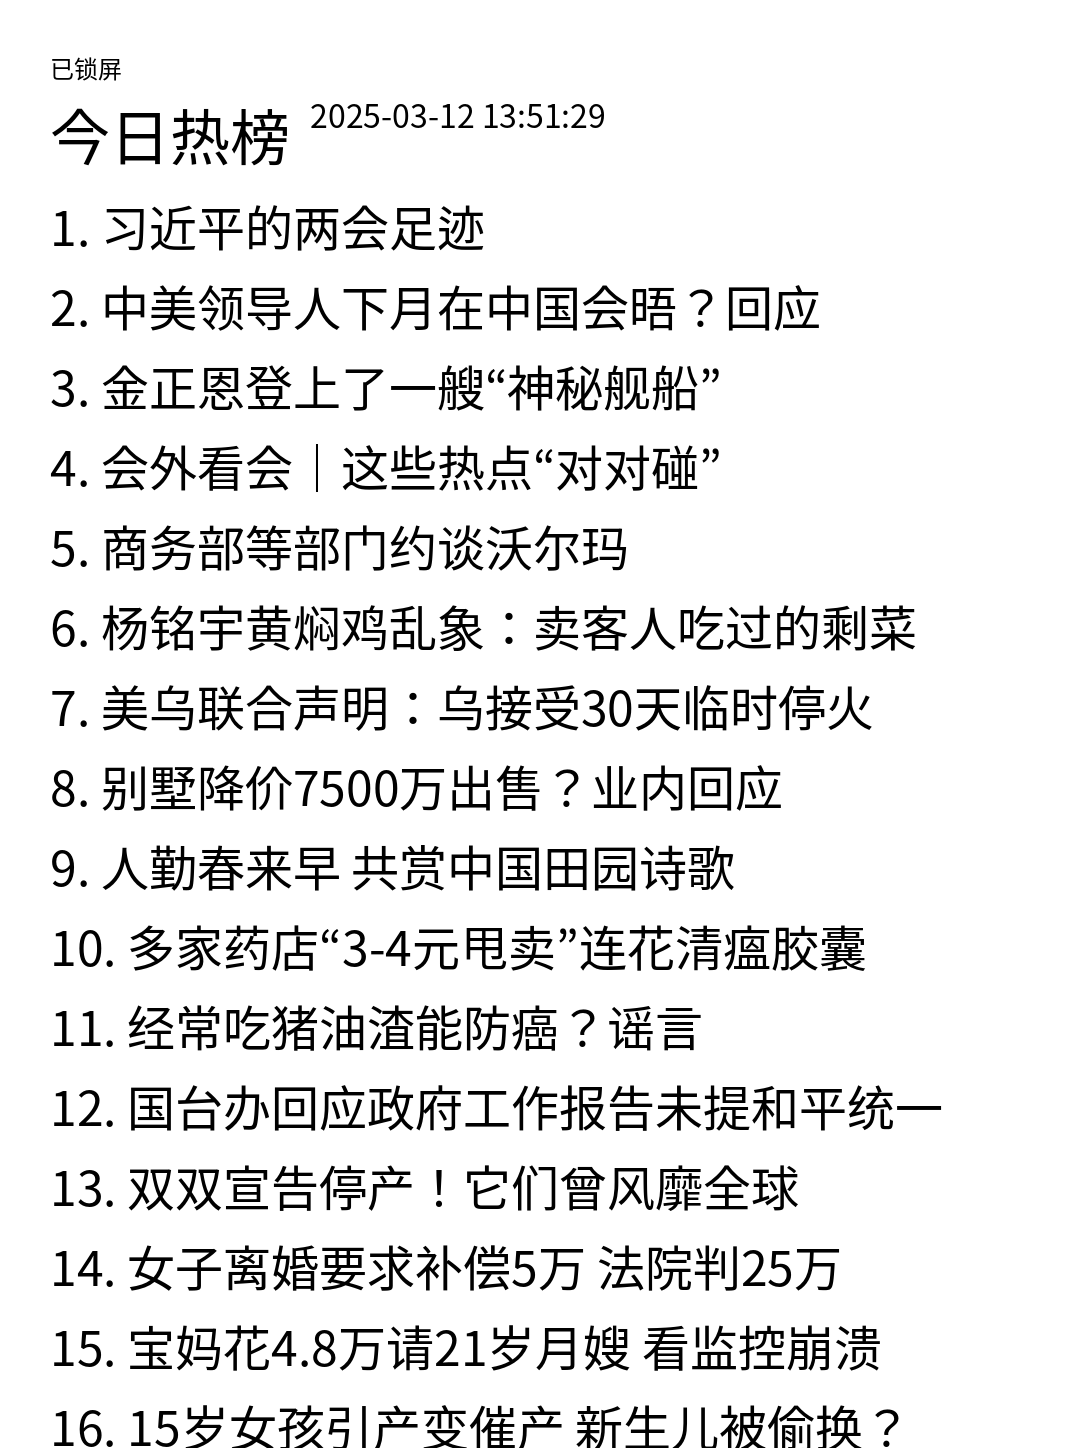 已锁屏
今日热榜 2025-03-12 13:51:29
1. 习近平的两会足迹
2. 中美领导人下月在中国会晤？回应
3. 金正恩登上了一艘“神秘舰船”
4. 会外看会｜这些热点“对对碰”
5. 商务部等部门约谈沃尔玛
6. 杨铭宇黄焖鸡乱象：卖客人吃过的剩菜
7. 美乌联合声明：乌接受30天临时停火
8. 别墅降价7500万出售？业内回应
9. 人勤春来早 共赏中国田园诗歌
10. 多家药店“3-4元甩卖”连花清瘟胶囊
11. 经常吃猪油渣能防癌？谣言
12. 国台办回应政府工作报告未提和平统一
13. 双双宣告停产！它们曾风靡全球
14. 女子离婚要求补偿5万 法院判25万
15. 宝妈花4.8万请21岁月嫂 看监控崩溃
16. 15岁女孩引产变催产 新生儿被偷换？